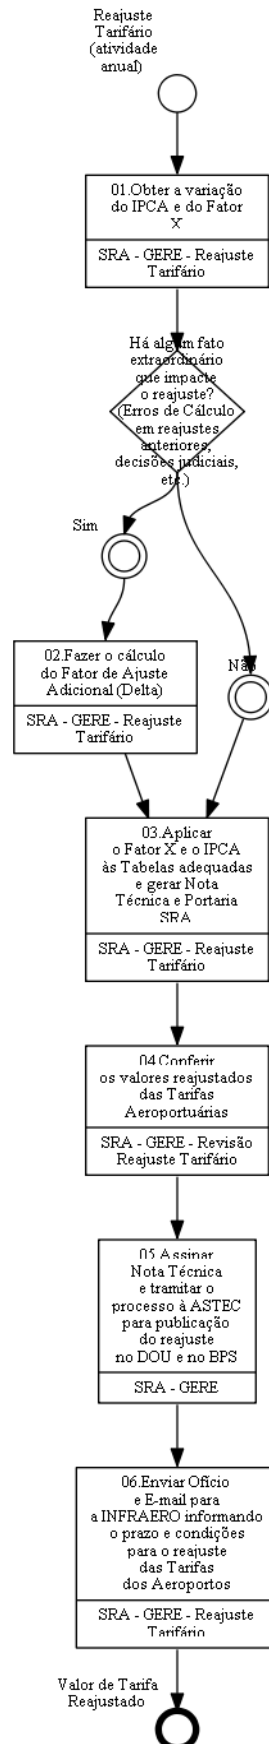 Reajuste
Tarifário
(atividade
anual)
01.Obter a variação
do IPCA e do Fator
X
SRA - GERE - Reajuste
Tarifário
Há algum fato
extraordinário
que impacte
o reajuste?
(Erros de Cálculo
em reajustes
anteriores,
decisões judiciais,
etc.)
Sim
Não
02.Fazer o cálculo
do Fator de Ajuste
Adicional (Delta)
SRA - GERE - Reajuste
Tarifário
03.Aplicar
o Fator X e o IPCA
às Tabelas adequadas
e gerar Nota
Técnica e Portaria
SRA
SRA - GERE - Reajuste
Tarifário
04.Conferir
os valores reajustados
das Tarifas
Aeroportuárias
SRA - GERE - Revisão
Reajuste Tarifário
05.Assinar
Nota Técnica
e tramitar o
processo à ASTEC
para publicação
do reajuste
no DOU e no BPS
SRA - GERE
06.Enviar Ofício
e E-mail para
a INFRAERO informando
o prazo e condições
para o reajuste
das Tarifas
dos Aeroportos
SRA - GERE - Reajuste
Tarifário
Valor de Tarifa
Reajustado